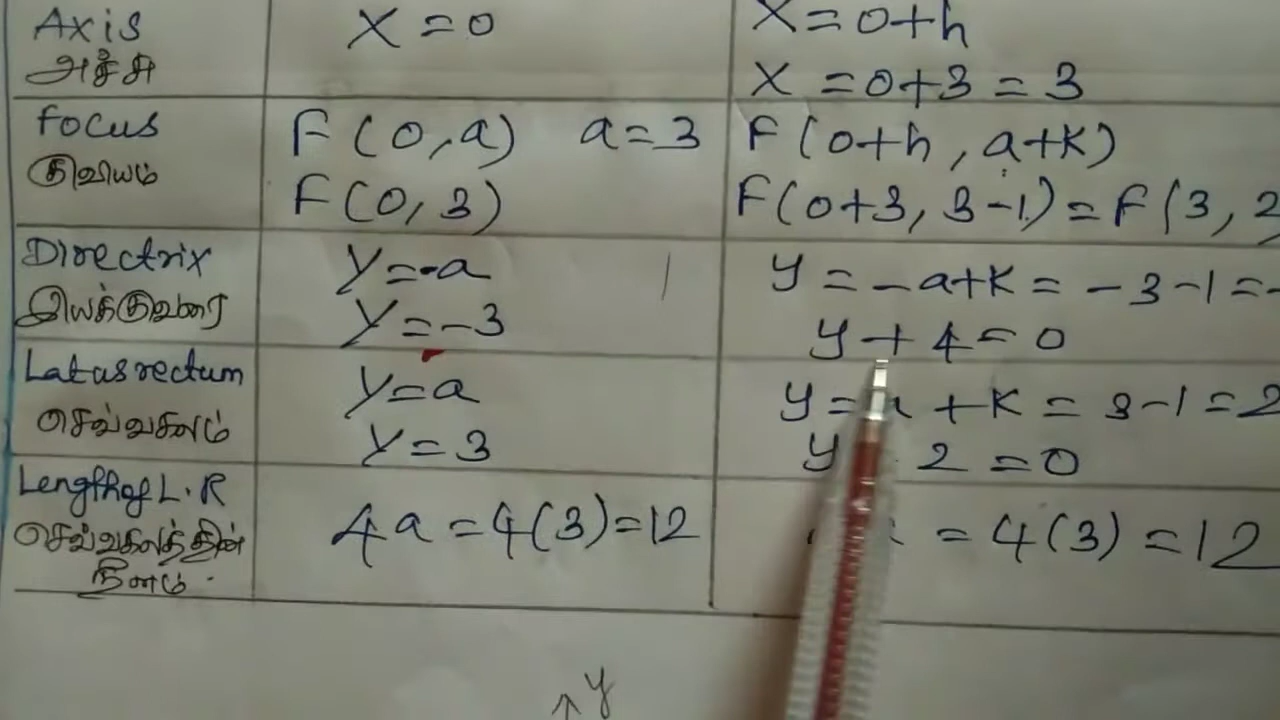 Axis
அச்சு
X = 0
X = 0+h
X = 0+3 = 3
Focus
குவியம்
F(0, a) a = 3
F(0, 3)
F(0+h, a+k)
F(0+3, 3-1) = F(3, 2
Directrix
இயக்குவரை
Y = -a
Y = -3
y = -a+k = -3-1 = -
y + 4 = 0
Latus rectum
செவ்வகலம்
Y = a
Y = 3
y = a + k = 3-1 = 2
y 2 = 0
Length of L.R
செவ்வகலத்தின்
நீளம்.
4a = 4(3) = 12
= 4(3) = 12
y